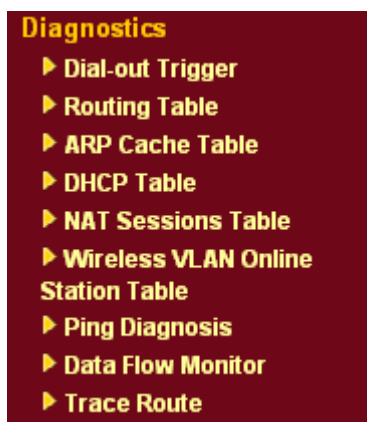 Diagnostics
Dial-out Trigger
Routing Table
ARP Cache Table
DHCP Table
NAT Sessions Table
Wireless VLAN Online
Station Table
Ping Diagnosis
Data Flow Monitor
Trace Route